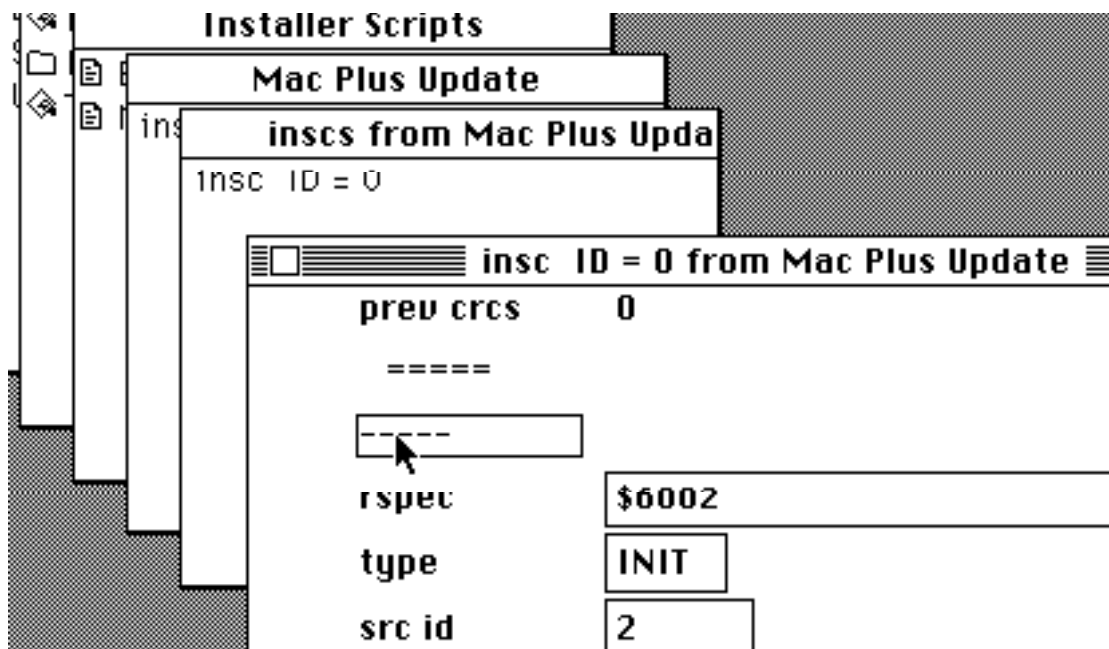 Installer Scripts
Mac Plus Update
inscs from Mac Plus Upda
insc ID = 0
insc ID = 0 from Mac Plus Update
prev crcs 0
=====
-----
rspec $6002
type INIT
src id 2